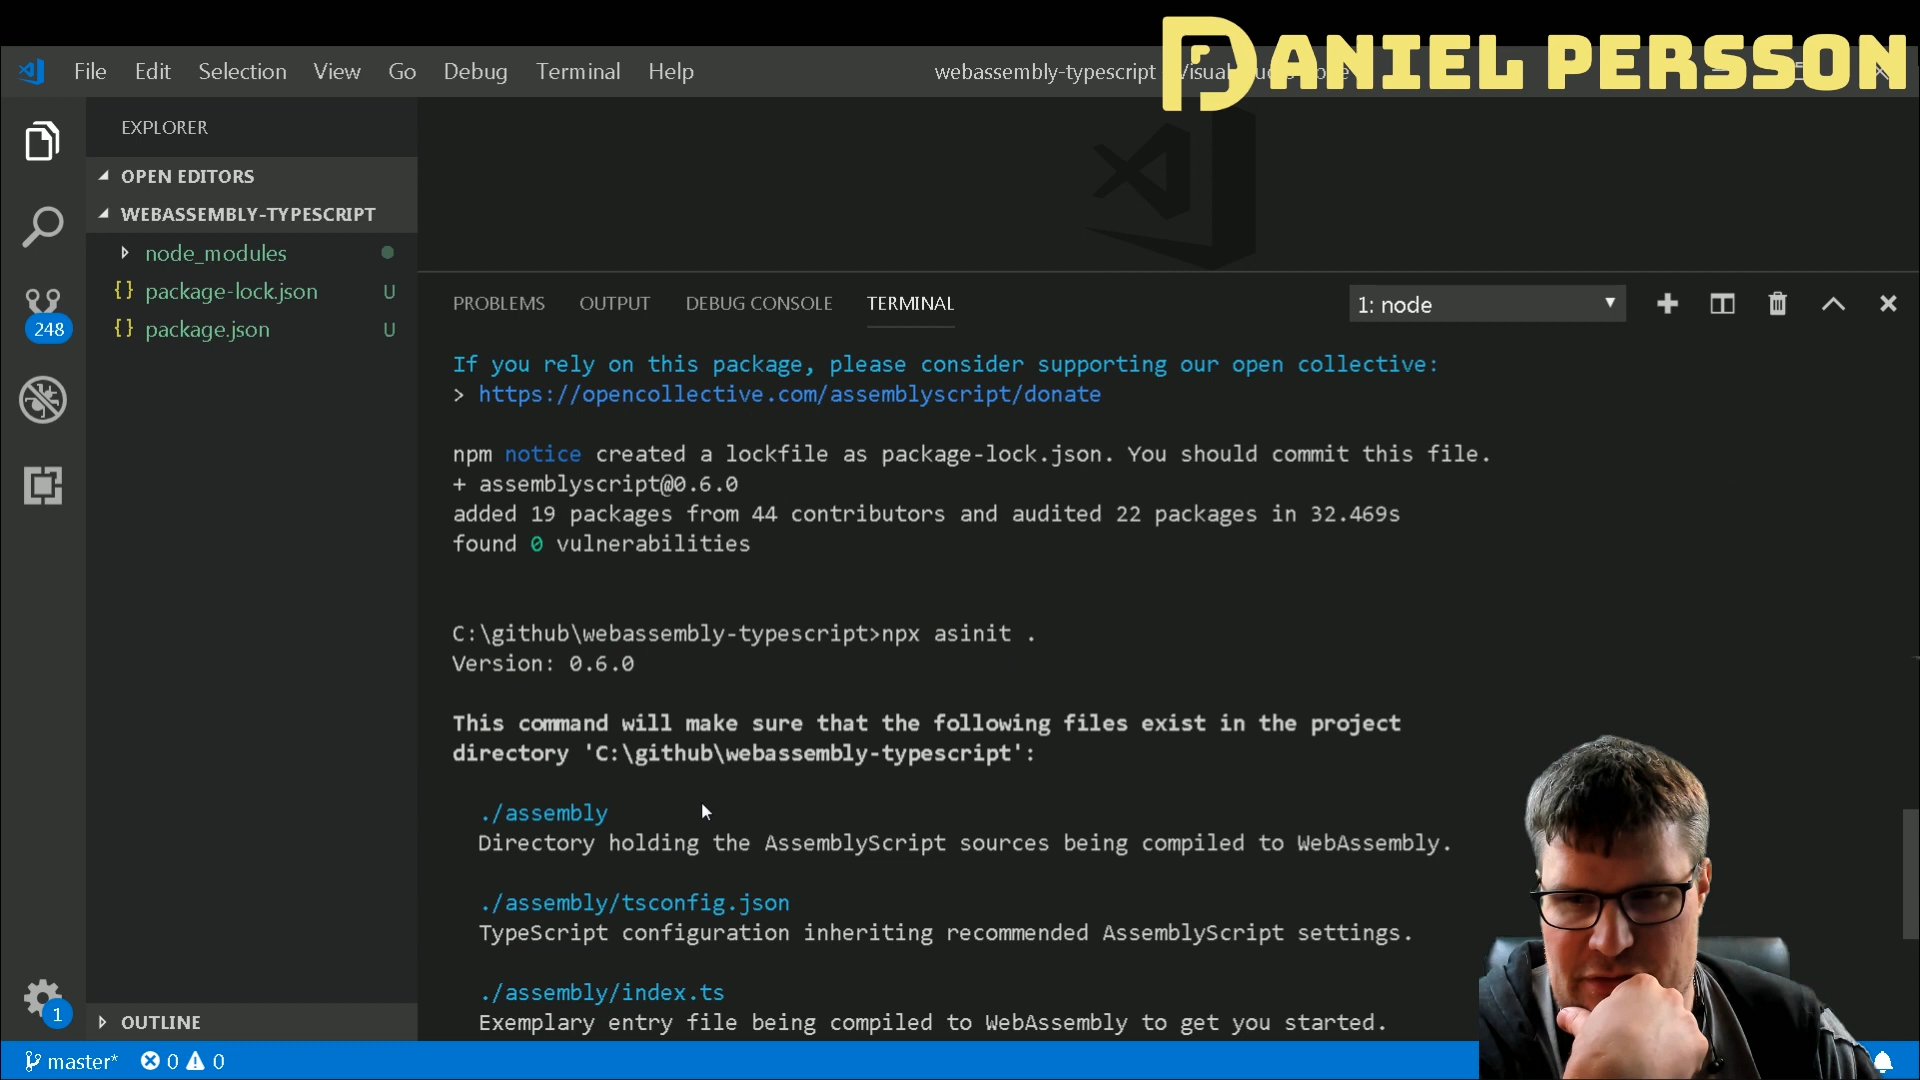 DANIEL PERSSON
File Edit Selection View Go Debug Terminal Help
webassembly-typescript
EXPLORER
OPEN EDITORS
WEBASSEMBLY-TYPESCRIPT
node_modules
package-lock.json U
package.json U
248
1
OUTLINE
PROBLEMS OUTPUT DEBUG CONSOLE TERMINAL 1: node
If you rely on this package, please consider supporting our open collective:
> https://opencollective.com/assemblyscript/donate
npm notice created a lockfile as package-lock.json. You should commit this file.
+ assemblyscript@0.6.0
added 19 packages from 44 contributors and audited 22 packages in 32.469s
found 0 vulnerabilities
C:\github\webassembly-typescript>npx asinit .
Version: 0.6.0
This command will make sure that the following files exist in the project
directory 'C:\github\webassembly-typescript':
./assembly
Directory holding the AssemblyScript sources being compiled to WebAssembly.
./assembly/tsconfig.json
TypeScript configuration inheriting recommended AssemblyScript settings.
./assembly/index.ts
Exemplary entry file being compiled to WebAssembly to get you started.
master* 0 0